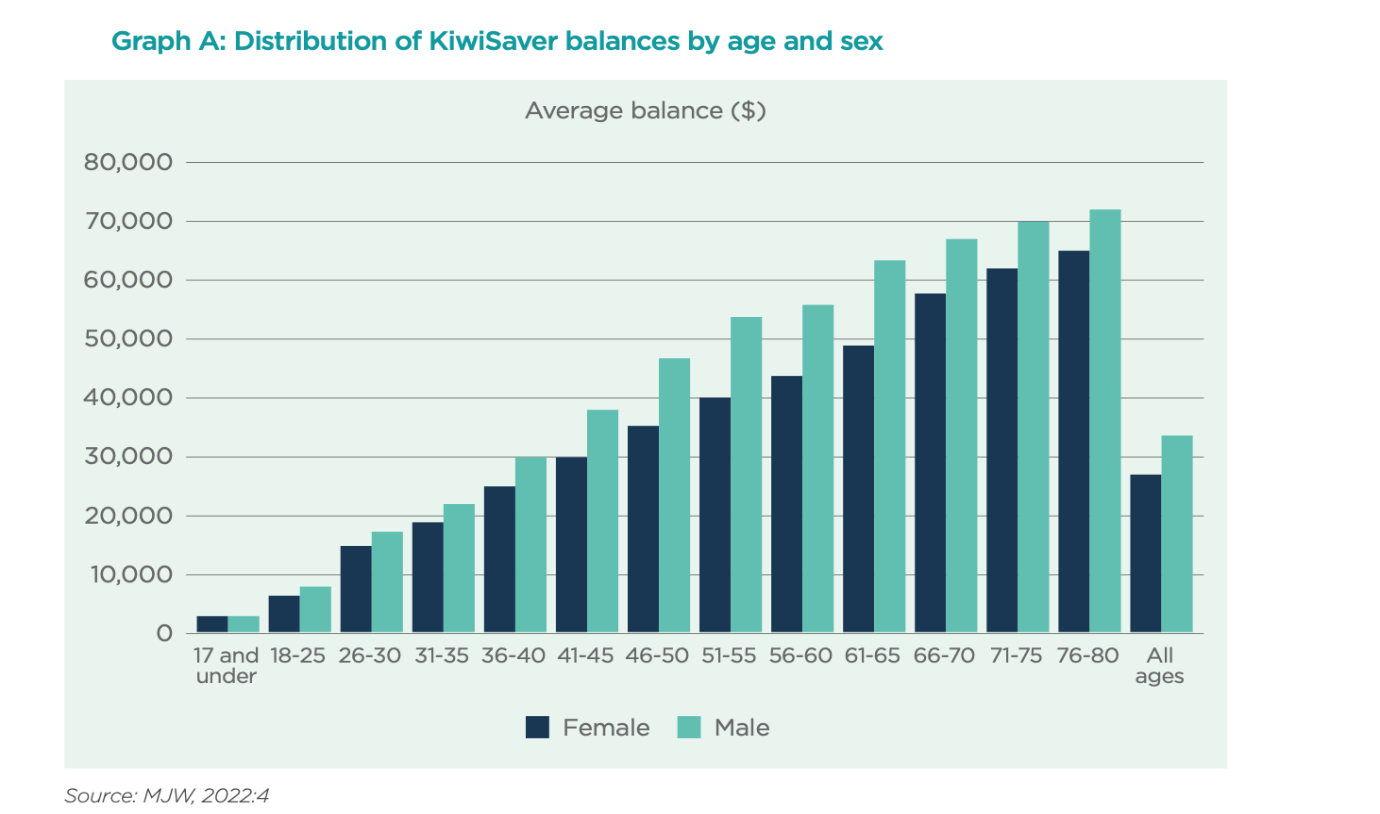 Graph A: Distribution of KiwiSaver balances by age and sex
Average balance ($)
80,000
70,000
60,000
50,000
40,000
30,000
20,000
10,000
0
17 and 18-25 26-30 31-35 36-40 41-45 46-50 51-55 56-60 61-65 66-70 71-75 76-80 All
under ages
Female Male
Source: MJW, 2022:4